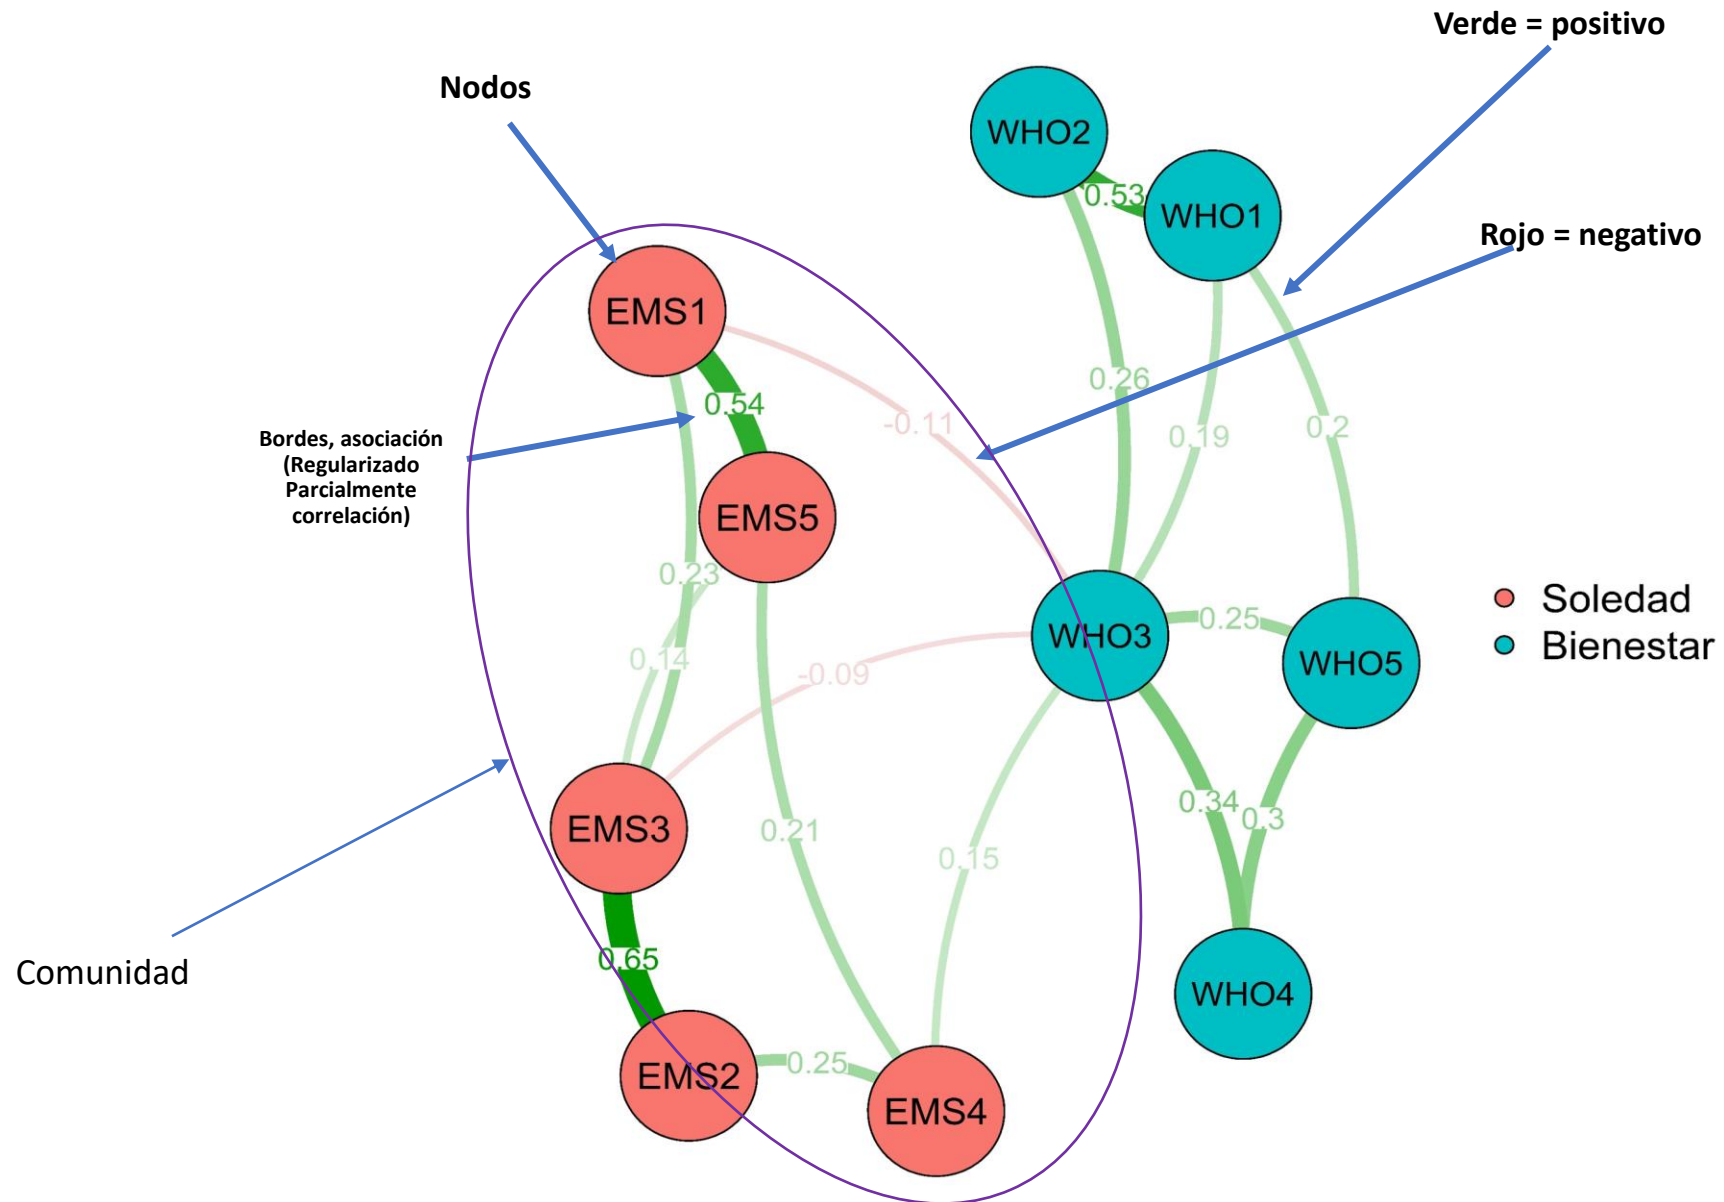 Verde = positivo
Nodos
WHO2
0.53
WHO1
Rojo = negativo
EMS1
0.26
0.54
-0.11
0.19
0.2
Bordes, asociación
(Regularizado
Parcialmente
correlación)
EMS5
0.23
Soledad
Bienestar
0.25
WHO3
WHO5
0.14
-0.09
0.34
0.3
EMS3
0.21
0.15
0.65
Comunidad
WHO4
EMS2
0.25
EMS4